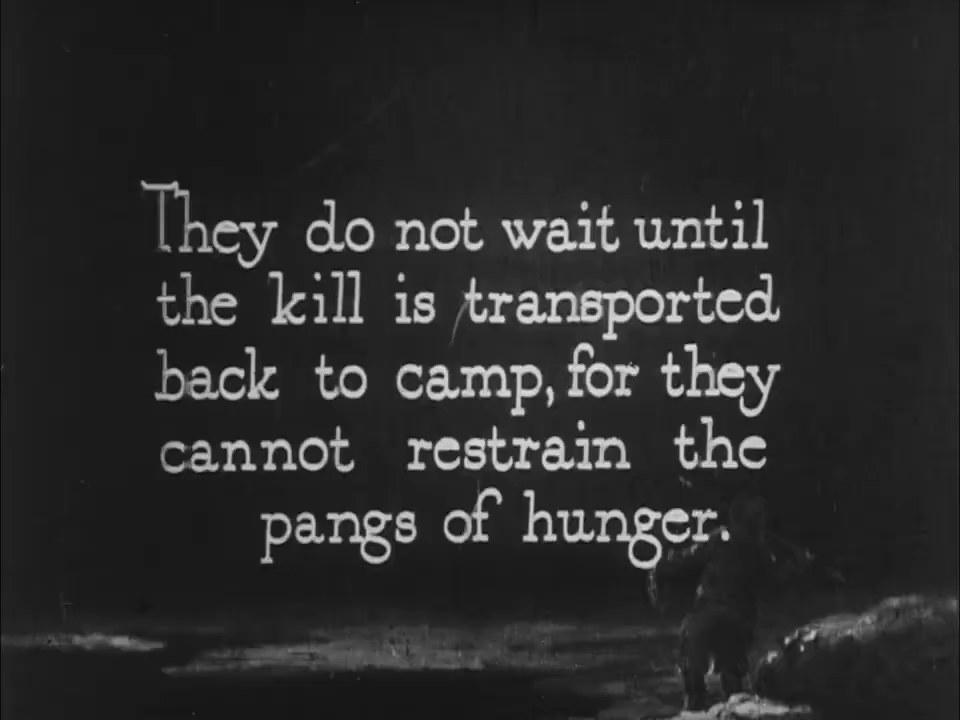 They do not wait until
the kill is transported
back to camp, for they
cannot restrain the
pangs of hunger.